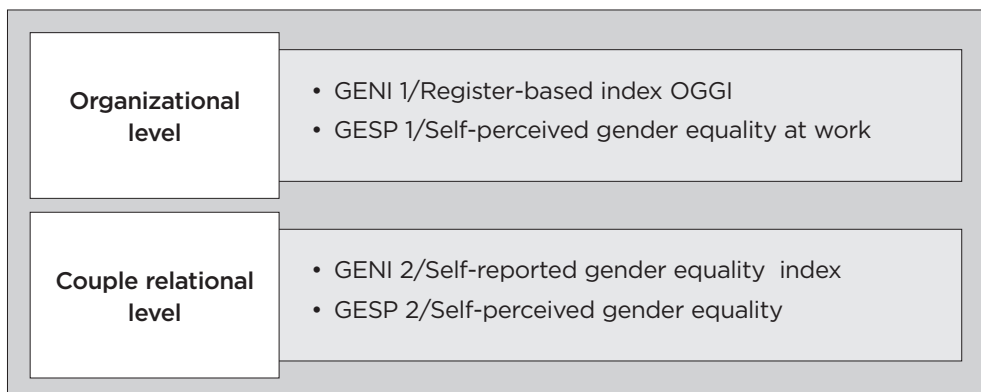 Organizational
level
• GENI 1/Register-based index OGGI
• GESP 1/Self-perceived gender equality at work
Couple relational
level
• GENI 2/Self-reported gender equality index
• GESP 2/Self-perceived gender equality